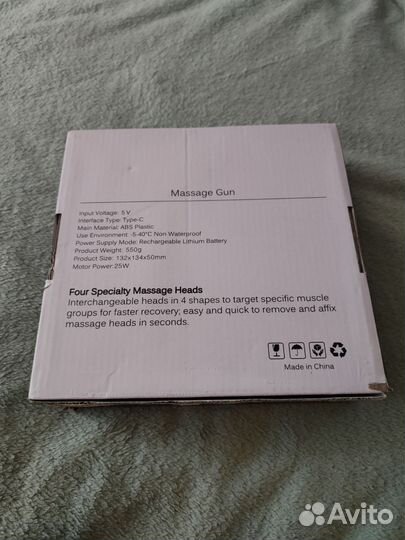 Massage Gun
Input Voltage: 5V
Interface Type: Type-C
Main Material: ABS Plastic
Use Environment: -5-40°C Non Waterproof
Power Supply Mode: Rechargeable Lithium Battery
Product Weight: 550g
Product Size: 132x134x50mm
Motor Power: 25W
Four Specialty Massage Heads
Interchangeable heads in 4 shapes to target specific muscle
groups for faster recovery; easy and quick to remove and affix
massage heads in seconds.
Made in China
Avito